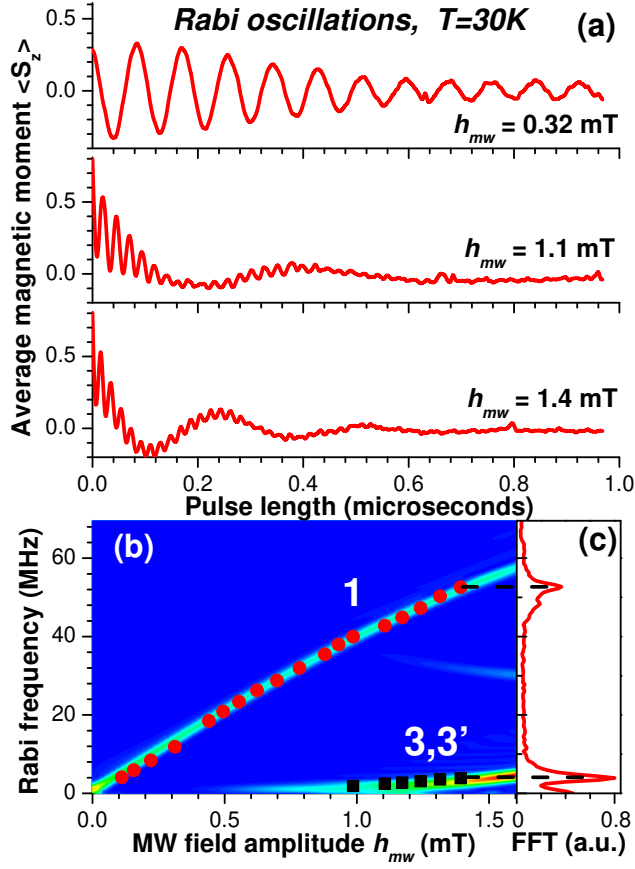 Rabi oscillations, T=30K (a)
Average magnetic moment <S_z>
0.5
0.0
h_mw = 0.32 mT
0.5
0.0
h_mw = 1.1 mT
0.5
0.0
h_mw = 1.4 mT
0.0 0.2 0.4 0.6 0.8 1.0
Pulse length (microseconds)
Rabi frequency (MHz)
60
40
20
0
(b)
1
3,3'
0.0 0.5 1.0 1.5
MW field amplitude h_mw (mT)
(c)
0 0.8
FFT (a.u.)